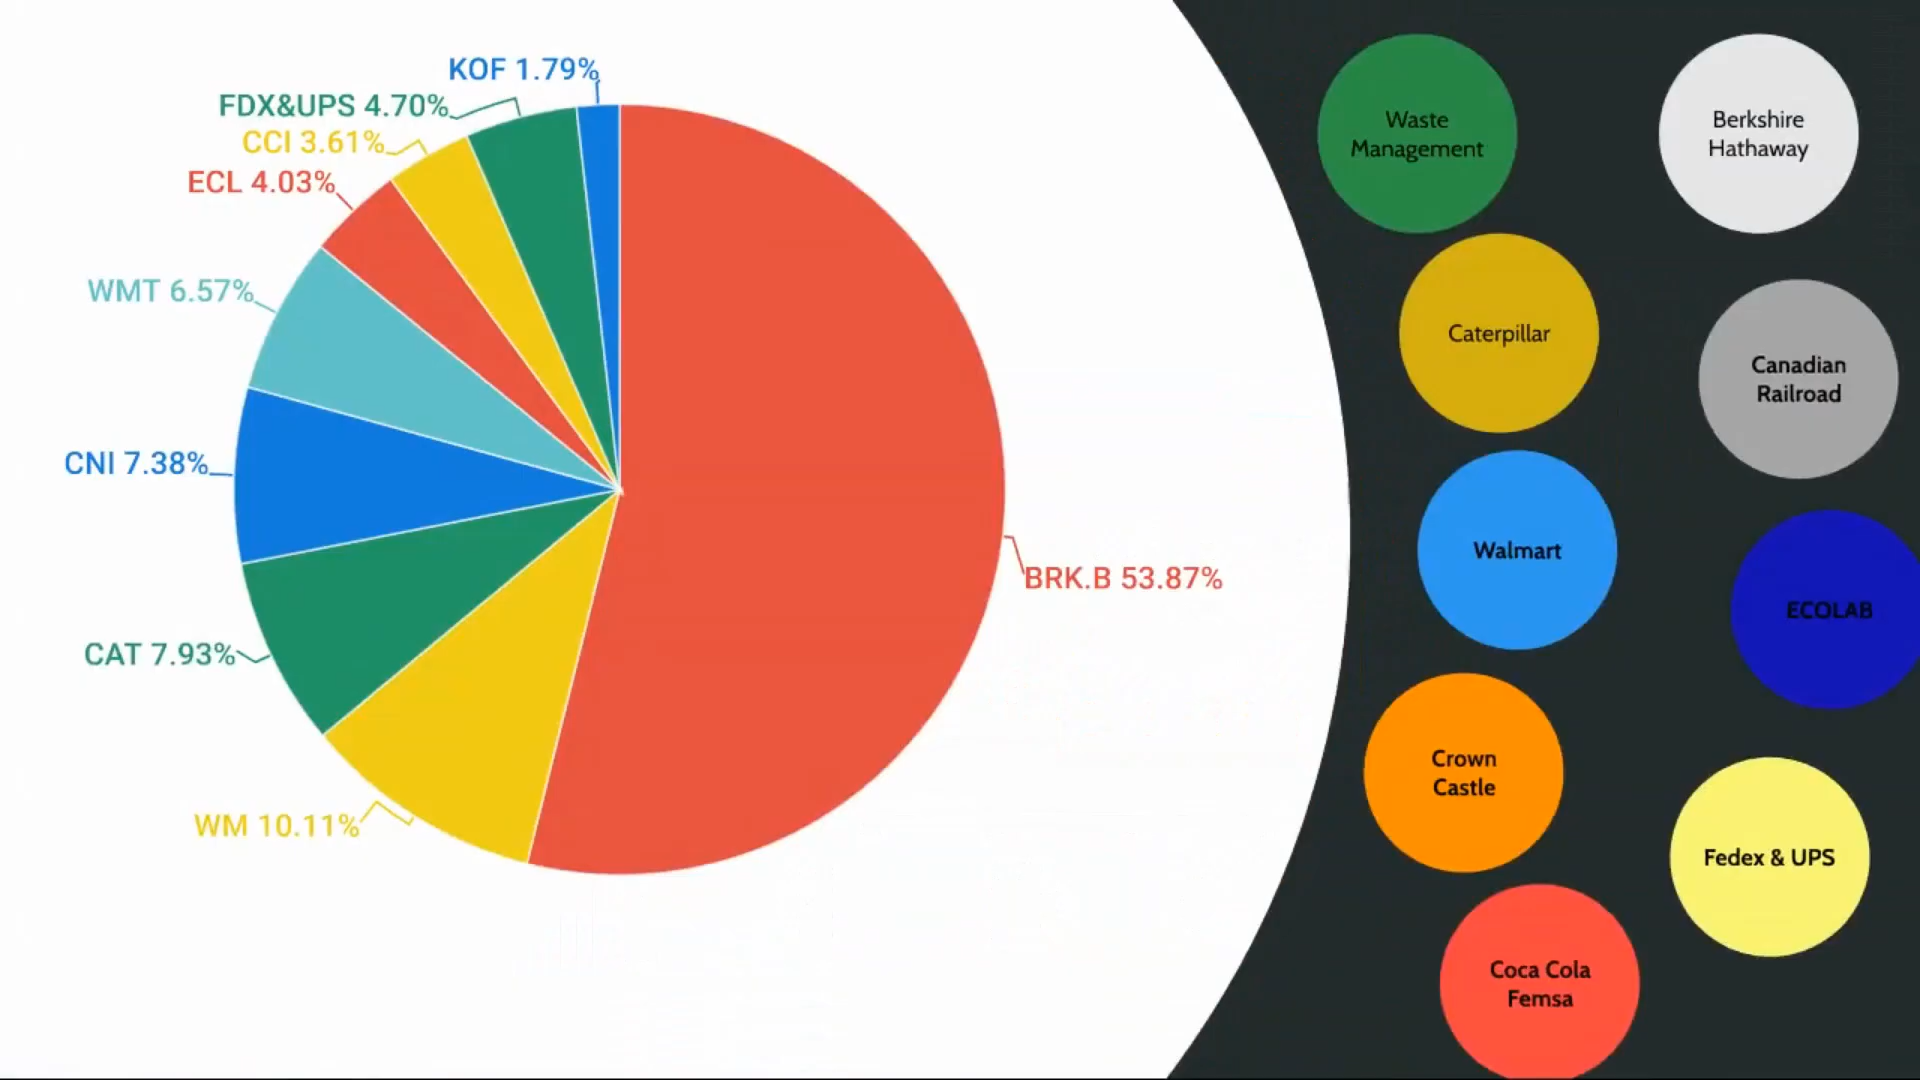 KOF 1.79%
FDX&UPS 4.70%
CCI 3.61%
ECL 4.03%
WMT 6.57%
CNI 7.38%
CAT 7.93%
WM 10.11%
BRK.B 53.87%
Waste
Management
Berkshire
Hathaway
Caterpillar
Canadian
Railroad
Walmart
ECOLAB
Crown
Castle
Fedex & UPS
Coca Cola
Femsa